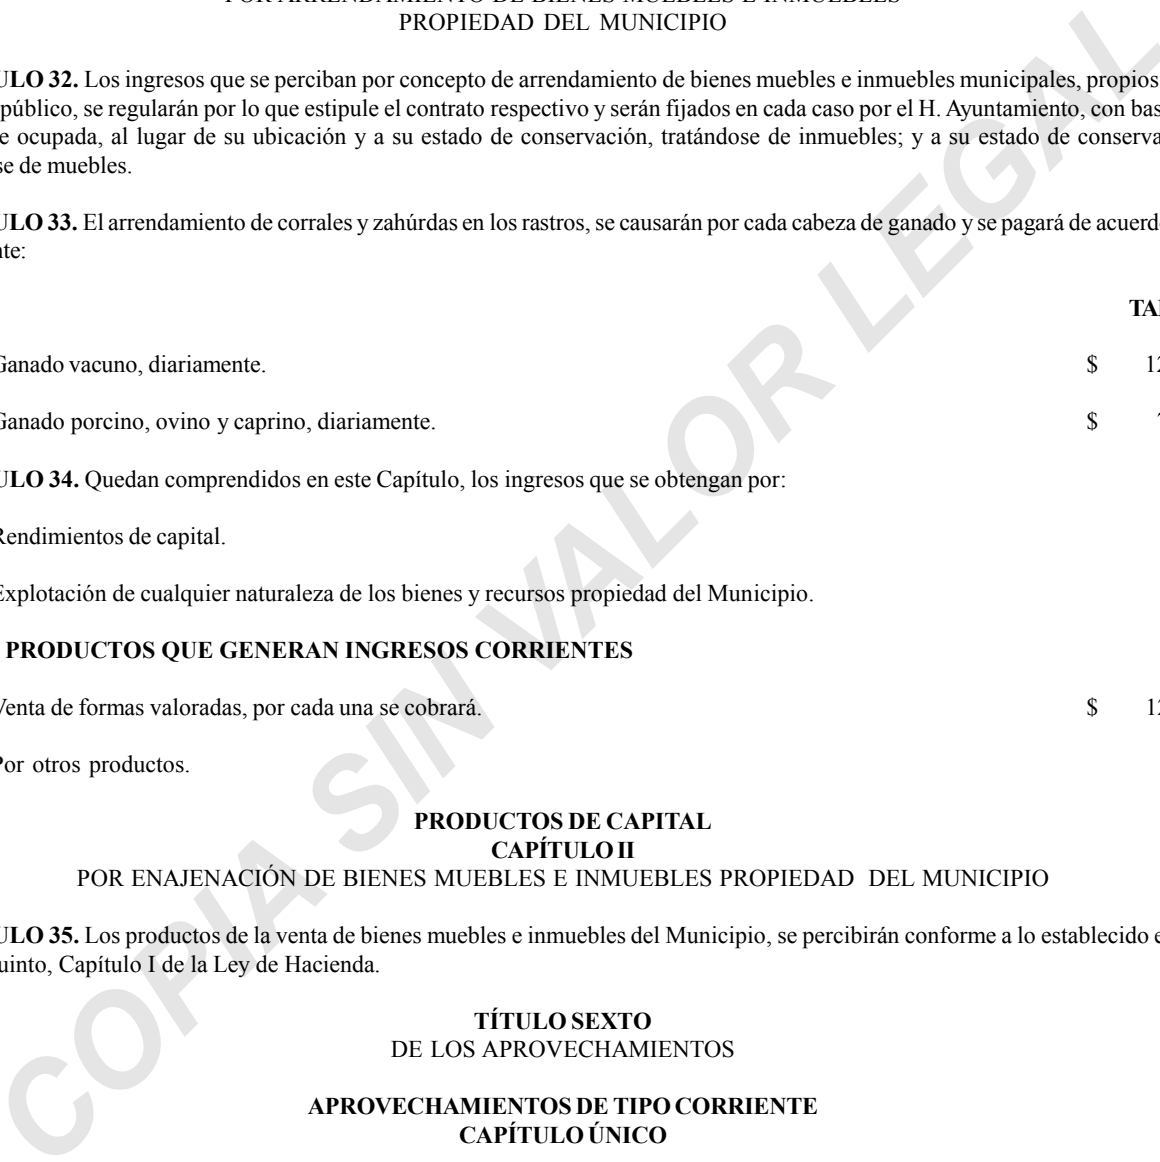 PROPIEDAD DEL MUNICIPIO
ULO 32. Los ingresos que se perciban por concepto de arrendamiento de bienes muebles e inmuebles municipales, propios
público, se regularán por lo que estipule el contrato respectivo y serán fijados en cada caso por el H. Ayuntamiento, con bas
e ocupada, al lugar de su ubicación y a su estado de conservación, tratándose de inmuebles; y a su estado de conserva
se de muebles.
ULO 33. El arrendamiento de corrales y zahúrdas en los rastros, se causarán por cada cabeza de ganado y se pagará de acuerd
nte:
TA
Ganado vacuno, diariamente. $ 12
Ganado porcino, ovino y caprino, diariamente. $
ULO 34. Quedan comprendidos en este Capítulo, los ingresos que se obtengan por:
Rendimientos de capital.
Explotación de cualquier naturaleza de los bienes y recursos propiedad del Municipio.
PRODUCTOS QUE GENERAN INGRESOS CORRIENTES
Venta de formas valoradas, por cada una se cobrará. $ 12
Por otros productos.
PRODUCTOS DE CAPITAL
CAPÍTULO II
POR ENAJENACIÓN DE BIENES MUEBLES E INMUEBLES PROPIEDAD DEL MUNICIPIO
ULO 35. Los productos de la venta de bienes muebles e inmuebles del Municipio, se percibirán conforme a lo establecido e
uinto, Capítulo I de la Ley de Hacienda.
TÍTULO SEXTO
DE LOS APROVECHAMIENTOS
APROVECHAMIENTOS DE TIPO CORRIENTE
CAPÍTULO ÚNICO
COPIA SIN VALOR LEGAL